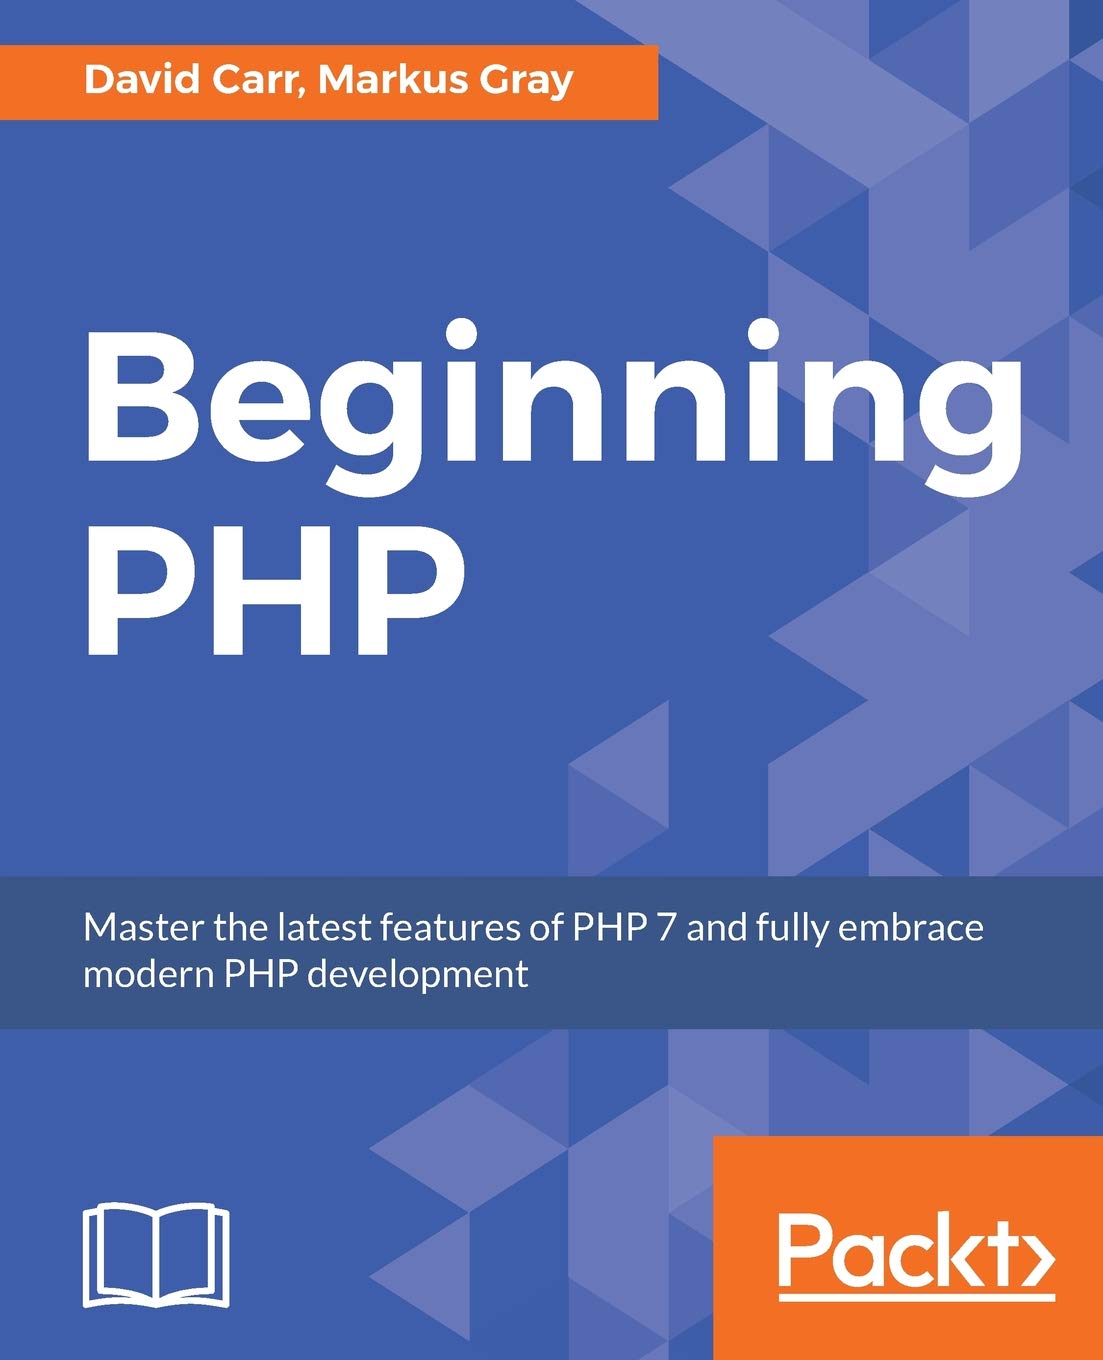 David Carr, Markus Gray
Beginning
PHP
Master the latest features of PHP 7 and fully embrace
modern PHP development
Packt>